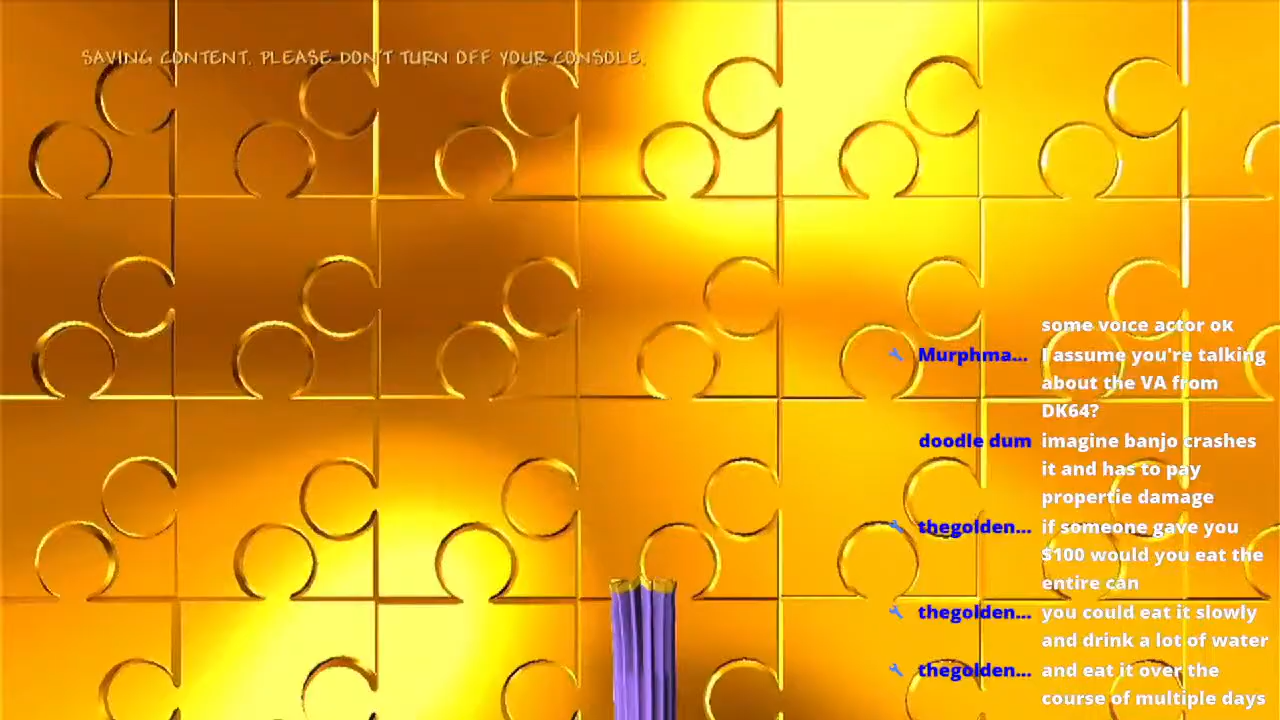 SAVING CONTENT. PLEASE DON'T TURN OFF YOUR CONSOLE.
some voice actor ok
Murphma... I assume you're talking
about the VA from
DK64?
doodle dum imagine banjo crashes
it and has to pay
propertie damage
thegolden... if someone gave you
$100 would you eat the
entire can
thegolden... you could eat it slowly
and drink a lot of water
thegolden... and eat it over the
course of multiple days